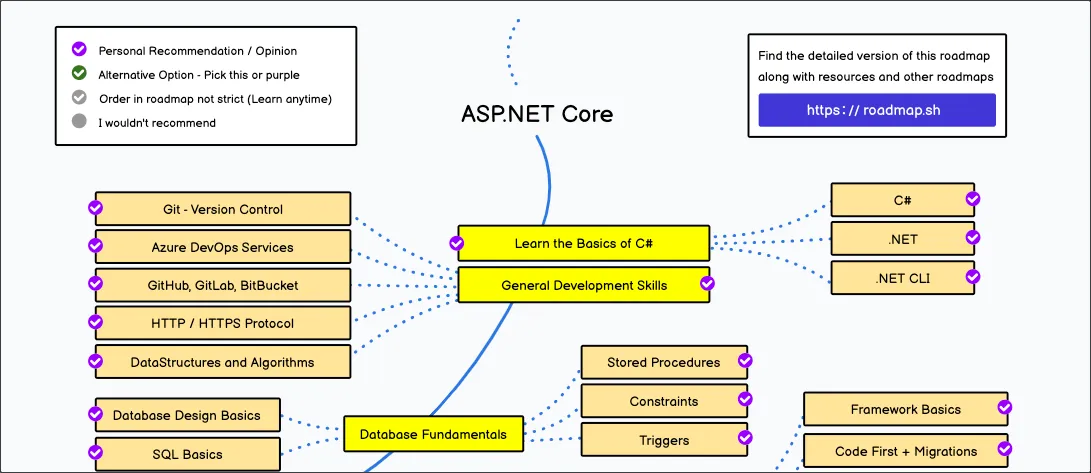 Personal Recommendation / Opinion
Alternative Option - Pick this or purple
Order in roadmap not strict (Learn anytime)
I wouldn't recommend
Find the detailed version of this roadmap
along with resources and other roadmaps
https://roadmap.sh
ASP.NET Core
Git - Version Control
Azure DevOps Services
GitHub, GitLab, BitBucket
HTTP / HTTPS Protocol
DataStructures and Algorithms
Learn the Basics of C#
General Development Skills
C#
.NET
.NET CLI
Database Design Basics
SQL Basics
Database Fundamentals
Stored Procedures
Constraints
Triggers
Framework Basics
Code First + Migrations